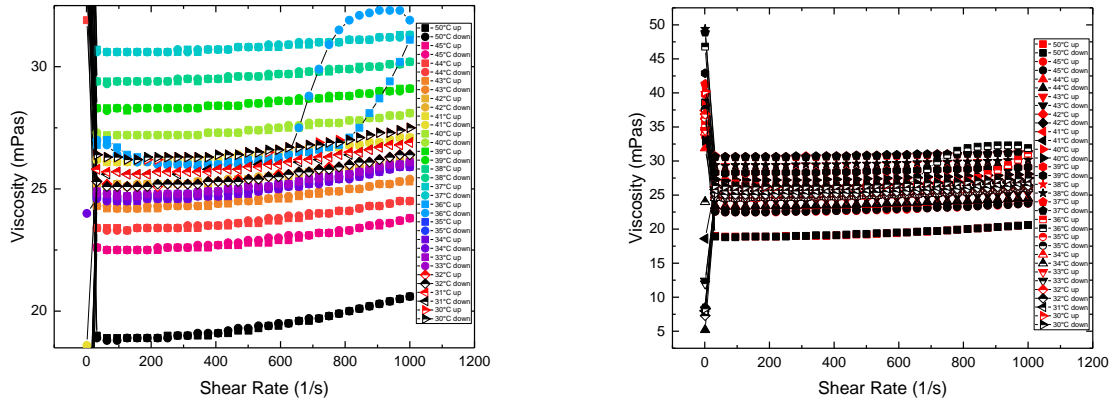 Viscosity (mPas)
30
25
20
0
200
400
600
800
1000
1200
Shear Rate (1/s)
50°C up
50°C down
45°C up
45°C down
44°C up
44°C down
43°C up
43°C down
42°C up
42°C down
41°C up
41°C down
40°C up
40°C down
39°C up
39°C down
38°C up
38°C down
37°C up
37°C down
36°C up
36°C down
35°C up
35°C down
34°C up
34°C down
33°C up
33°C down
32°C up
32°C down
31°C up
31°C down
30°C up
30°C down
Viscosity (mPas)
50
45
40
35
30
25
20
15
10
5
0
200
400
600
800
1000
1200
Shear Rate (1/s)
50°C up
50°C down
45°C up
45°C down
44°C up
44°C down
43°C up
43°C down
42°C up
42°C down
41°C up
41°C down
40°C up
40°C down
39°C up
39°C down
38°C up
38°C down
37°C up
37°C down
36°C up
36°C down
35°C up
35°C down
34°C up
34°C down
33°C up
33°C down
32°C up
32°C down
31°C down
30°C up
30°C down